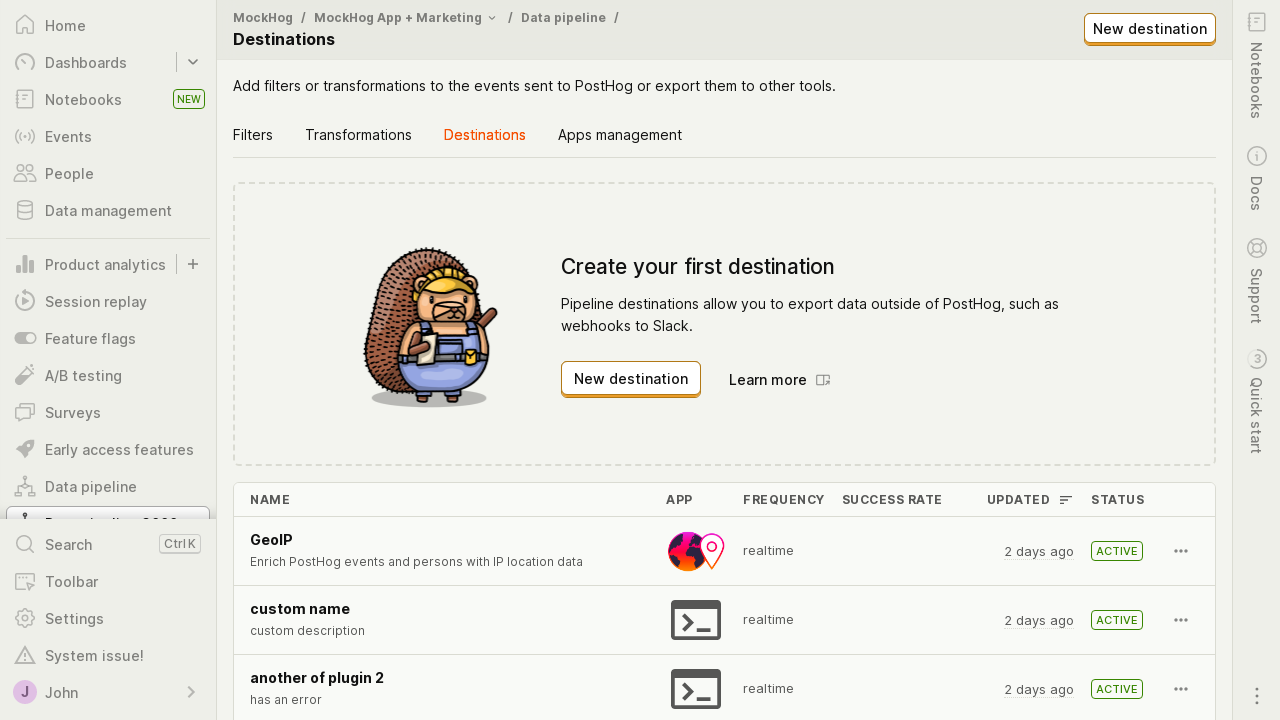 Home
Dashboards
Notebooks
NEW
Events
People
Data management
Product analytics
Session replay
Feature flags
A/B testing
Surveys
Early access features
Data pipeline
Search
Ctrl K
Toolbar
Settings
System issue!
J
John
MockHog / MockHog App + Marketing / Data pipeline /
Destinations
New destination
Add filters or transformations to the events sent to PostHog or export them to other tools.
Filters Transformations Destinations Apps management
Create your first destination
Pipeline destinations allow you to export data outside of PostHog, such as
webhooks to Slack.
New destination Learn more
NAME APP FREQUENCY SUCCESS RATE UPDATED STATUS
GeoIP
Enrich PostHog events and persons with IP location data
realtime 2 days ago ACTIVE
custom name
custom description
realtime 2 days ago ACTIVE
another of plugin 2
has an error
realtime 2 days ago ACTIVE
Notebooks
Docs
Support
3
Quick start